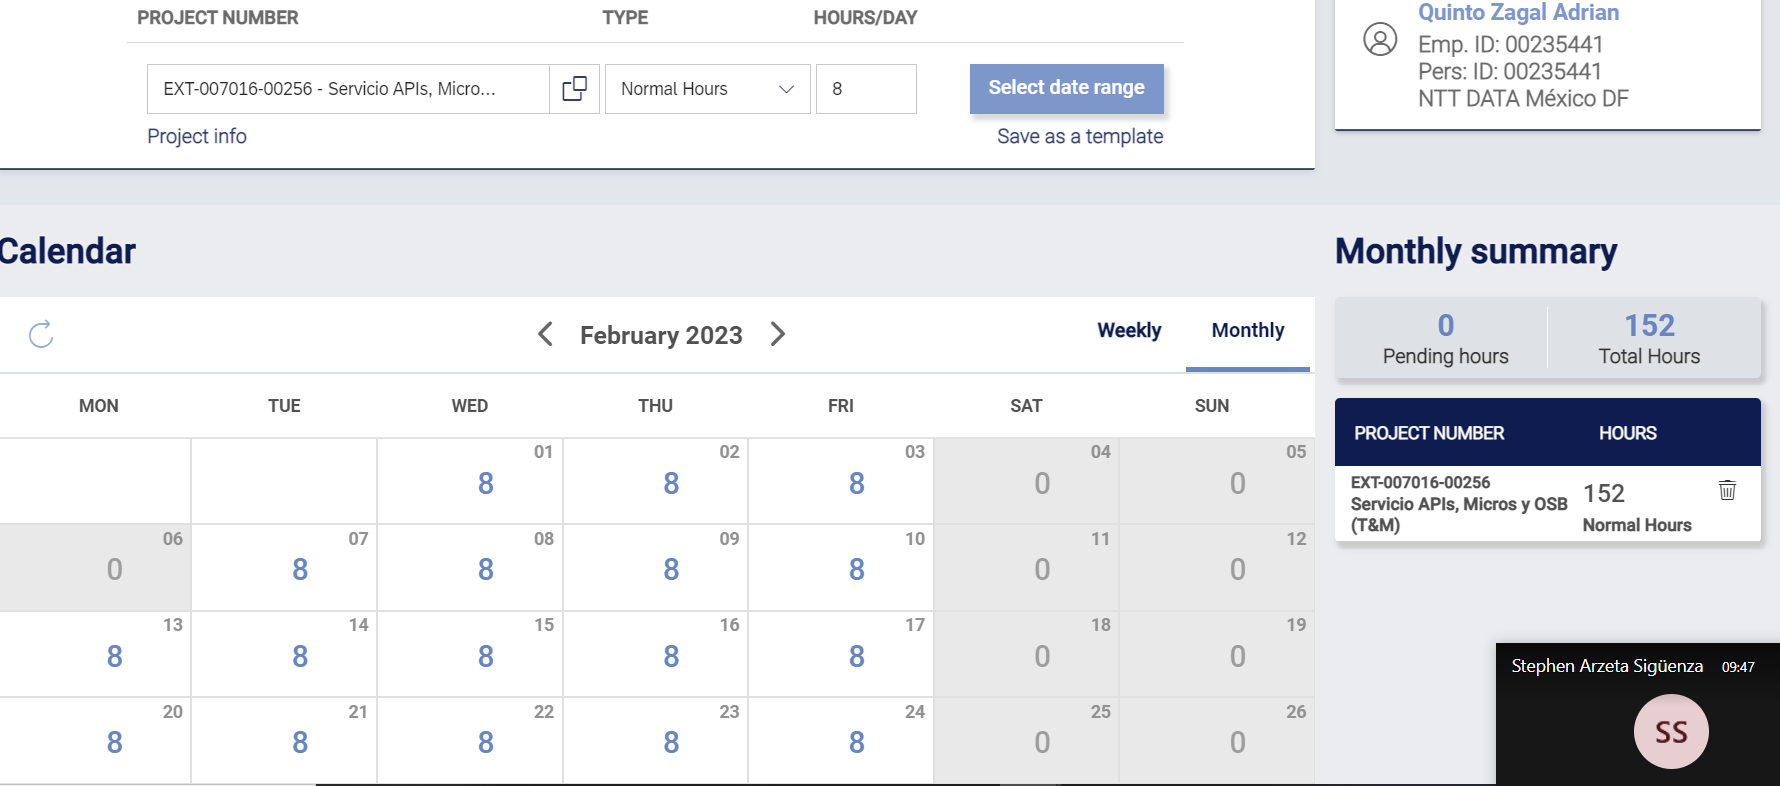 PROJECT NUMBER TYPE HOURS/DAY
EXT-007016-00256 - Servicio APIs, Micro... Normal Hours 8 Select date range
Project info Save as a template
Quinto Zagal Adrian
Emp. ID: 00235441
Pers: ID: 00235441
NTT DATA México DF
Calendar
February 2023 Weekly Monthly
MON TUE WED THU FRI SAT SUN
01 02 03 04 05
8 8 8 0 0
06 07 08 09 10 11 12
0 8 8 8 8 0 0
13 14 15 16 17 18 19
8 8 8 8 8 0 0
20 21 22 23 24 25 26
8 8 8 8 8 0 0
Monthly summary
0 152
Pending hours Total Hours
PROJECT NUMBER HOURS
EXT-007016-00256
Servicio APIs, Micros y OSB
(T&M)
152
Normal Hours
Stephen Arzeta Sigüenza 09:47
SS